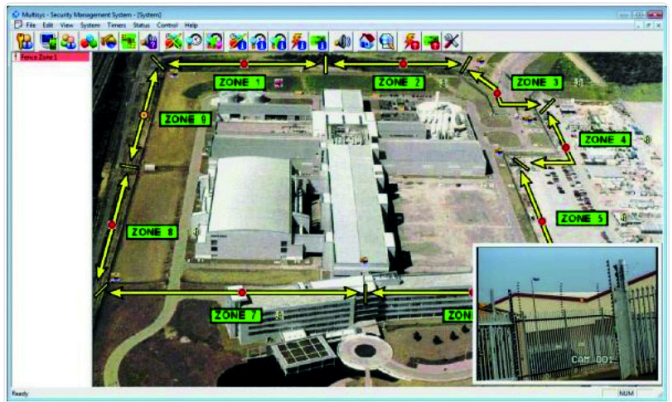 Multisys - Security Management System - [System]
File Edit View System Timers Status Control Help
Fence Zone 1
ZONE 1
ZONE 2
ZONE 3
ZONE 9
ZONE 4
ZONE 8
ZONE 5
ZONE 7
ZON
CAM 001
Ready
NUM